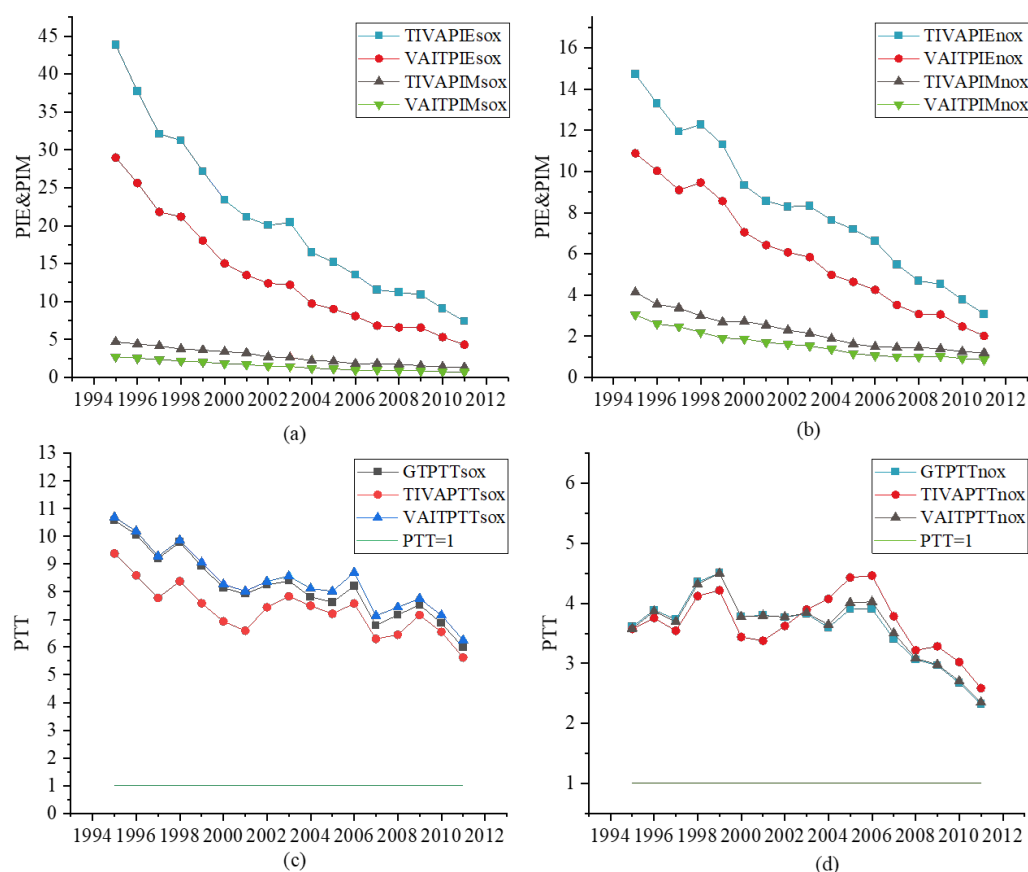 TIVAPIEsox
VAITPIEsox
TIVAPIMsox
VAITPIMsox
45
40
35
30
25
20
15
10
5
0
PIE&PIM
1994 1996 1998 2000 2002 2004 2006 2008 2010 2012
(a)
TIVAPIEnox
VAITPIEnox
TIVAPIMnox
VAITPIMnox
16
14
12
10
8
6
4
2
0
PIE&PIM
1994 1996 1998 2000 2002 2004 2006 2008 2010 2012
(b)
GTPTTsox
TIVAPTTsox
VAITPTTsox
PTT=1
13
12
11
10
9
8
7
6
5
4
3
2
1
0
PTT
1994 1996 1998 2000 2002 2004 2006 2008 2010 2012
(c)
GTPTTnox
TIVAPTTnox
VAITPTTnox
PTT=1
6
5
4
3
2
1
PTT
1994 1996 1998 2000 2002 2004 2006 2008 2010 2012
(d)